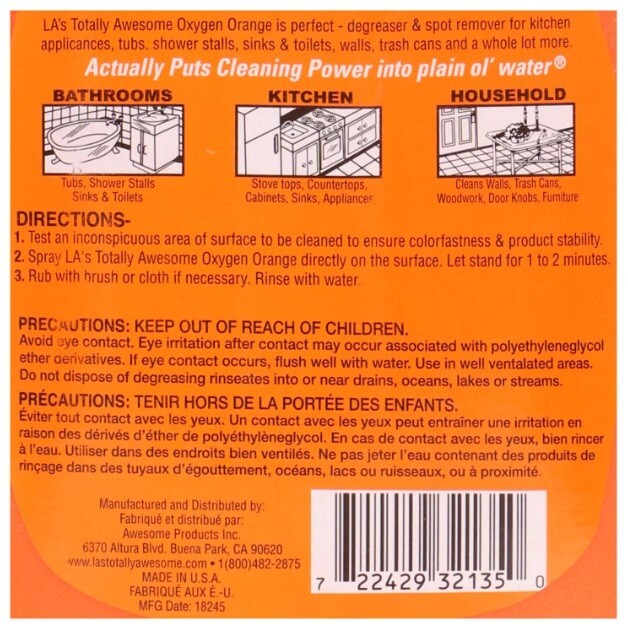 LA's Totally Awesome Oxygen Orange is perfect - degreaser & spot remover for kitchen
applicances, tubs. shower stalls, sinks & toilets, walls, trash cans and a whole lot more.
Actually Puts Cleaning Power into plain ol' water®
BATHROOMS
Tubs, Shower Stalls
Sinks & Toilets
KITCHEN
Stove tops, Countertops,
Cabinets, Sinks, Appliances
HOUSEHOLD
Cleans Walls, Trash Cans,
Woodwork, Door Knobs, Furniture
DIRECTIONS-
1. Test an inconspicuous area of surface to be cleaned to ensure colorfastness & product stability.
2. Spray LA's Totally Awesome Oxygen Orange directly on the surface. Let stand for 1 to 2 minutes.
3. Rub with brush or cloth if necessary. Rinse with water.
PRECAUTIONS: KEEP OUT OF REACH OF CHILDREN.
Avoid eye contact. Eye irritation after contact may occur associated with polyethyleneglycol
ether derivatives. If eye contact occurs, flush well with water. Use in well ventalated areas.
Do not dispose of degreasing rinseates into or near drains, oceans, lakes or streams.
PRÉCAUTIONS: TENIR HORS DE LA PORTÉE DES ENFANTS.
Éviter tout contact avec les yeux. Un contact avec les yeux peut entraîner une irritation en
raison des dérivés d'éther de polyéthylèneglycol. En cas de contact avec les yeux, bien rincer
à l'eau. Utiliser dans des endroits bien ventilés. Ne pas jeter l'eau contenant des produits de
rinçage dans des tuyaux d'égouttement, océans, lacs ou ruisseaux, ou à proximité.
Manufactured and Distributed by:
Fabriqué et distribué par:
Awesome Products Inc.
6370 Altura Blvd. Buena Park, CA 90620
www.lastotallyawesome.com • 1(800)482-2875
MADE IN U.S.A.
FABRIQUÉ AUX É.-U.
MFG Date: 18245
7 22429 32135 0